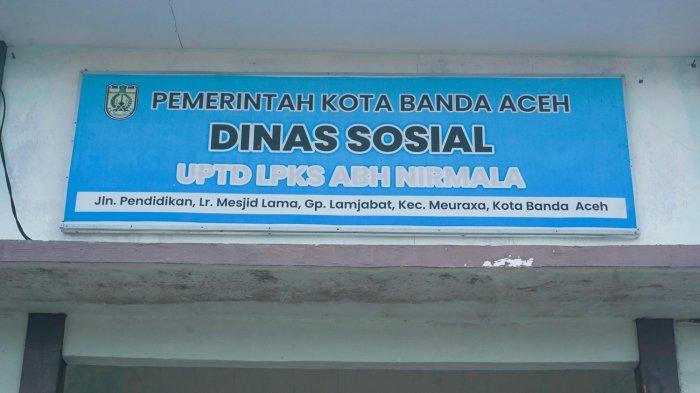 PEMERINTAH KOTA BANDA ACEH
DINAS SOSIAL
UPTD LPKS ABH NIRMALA
Jln. Pendidikan, Lr. Mesjid Lama, Gp. Lamjabat, Kec. Meuraxa, Kota Banda Aceh